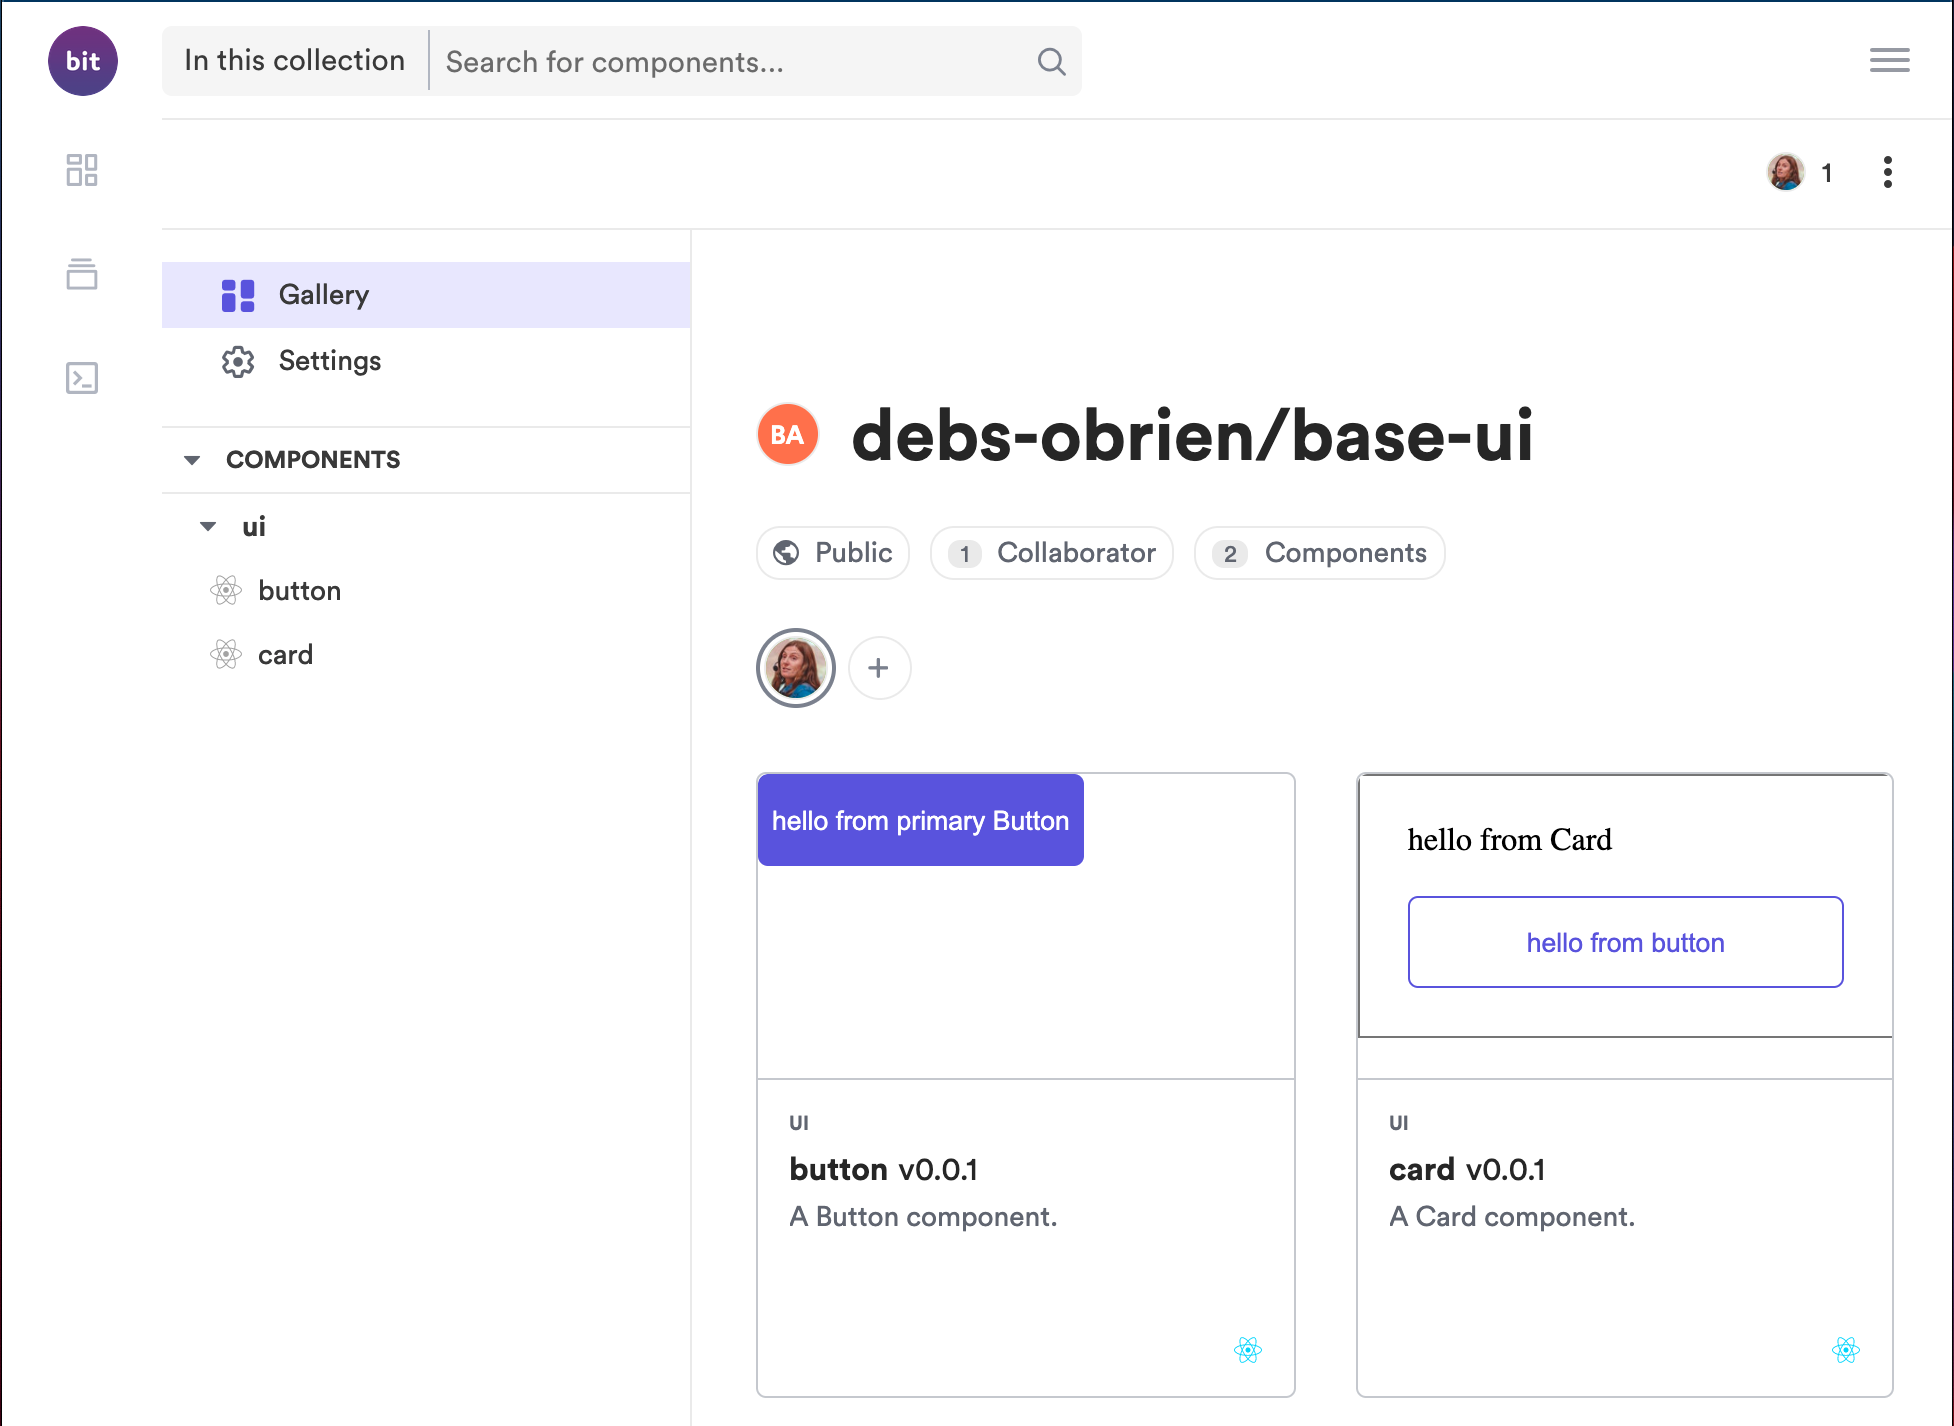 bit
In this collection
Search for components...
1
Gallery
Settings
COMPONENTS
ui
button
card
BA
debs-obrien/base-ui
Public
1 Collaborator
2 Components
+
hello from primary Button
UI
button v0.0.1
A Button component.
hello from Card
hello from button
UI
card v0.0.1
A Card component.